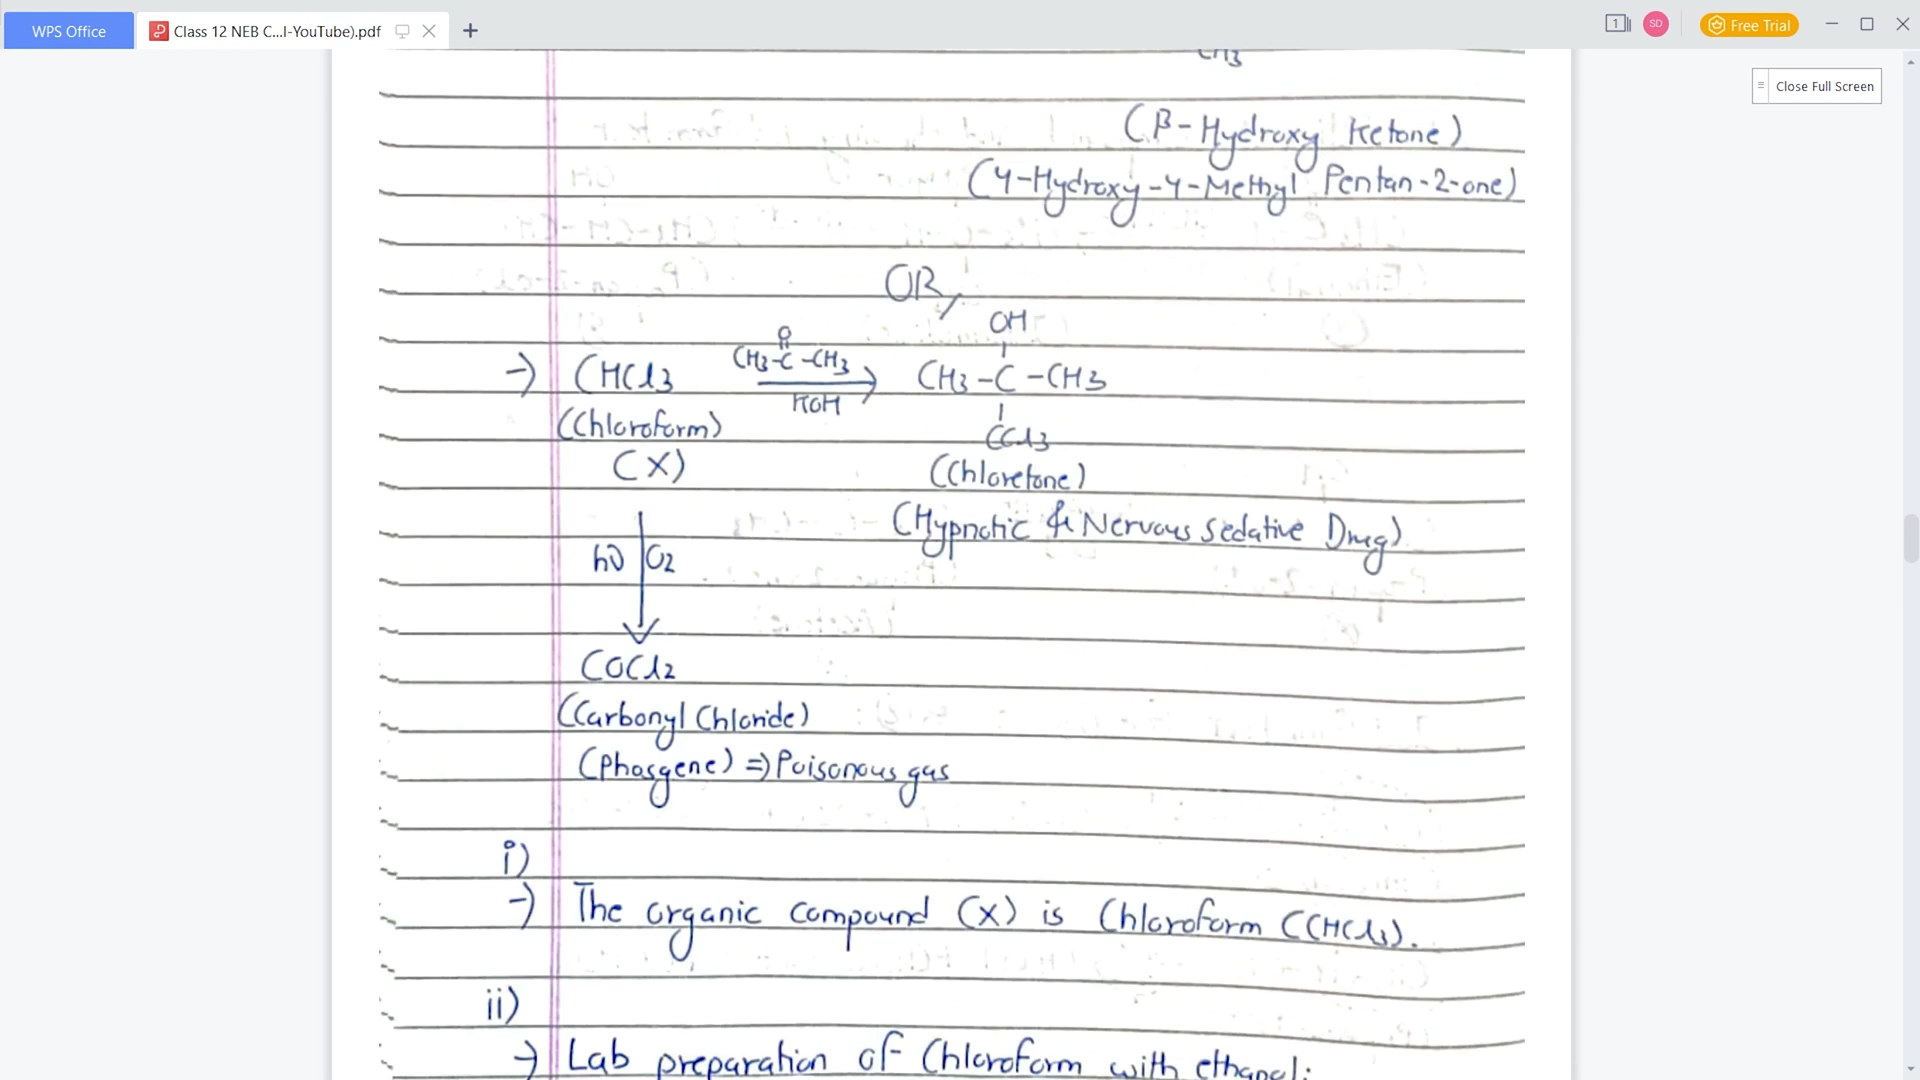 WPS Office
Class 12 NEB C...I-YouTube).pdf
1
SD
Free Trial
Close Full Screen
CH3
(β-Hydroxy Ketone)
(4-Hydroxy-4-Methyl Pentan-2-one)
OR,
OH
O
CH3-C-CH3
→) CHCl3
CH3-C-CH3
KOH
(Chloroform)
CCl3
(X)
(Chloretone)
(Hypnotic & Nervous Sedative Drug)
hν O2
COCl2
(Carbonyl Chloride)
(Phosgene) => Poisonous gas
i)
→) The organic compound (X) is Chloroform (CHCl3).
ii)
→) Lab preparation of Chloroform with ethanol: